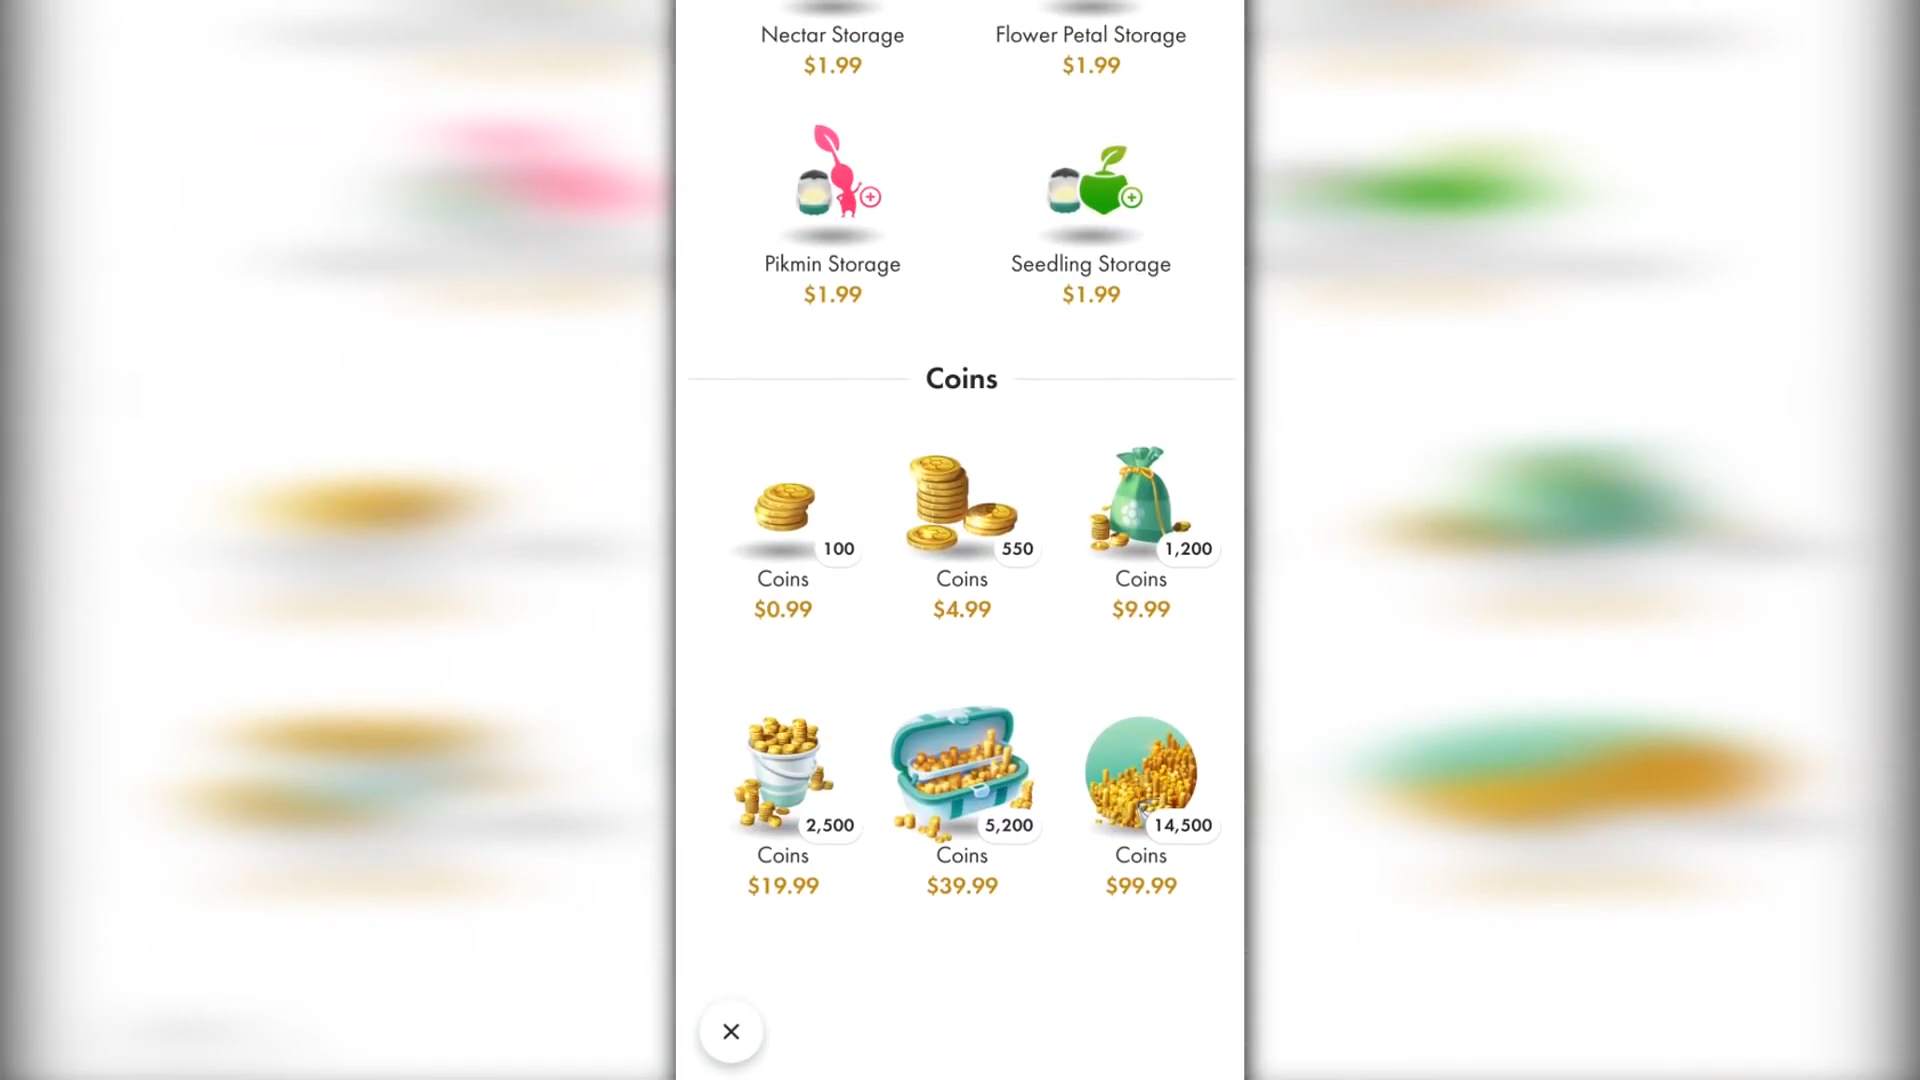 Nectar Storage
Flower Petal Storage
$1.99
$1.99
Pikmin Storage
Seedling Storage
$1.99
$1.99
Coins
100
550
1,200
Coins
Coins
Coins
$0.99
$4.99
$9.99
2,500
5,200
14,500
Coins
Coins
Coins
$19.99
$39.99
$99.99